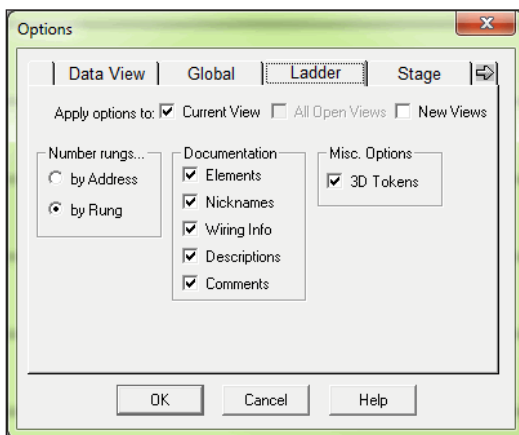 Options
Data View Global Ladder Stage
Apply options to: Current View All Open Views New Views
Number rungs... Documentation Misc. Options
by Address Elements 3D Tokens
by Rung Nicknames
Wiring Info
Descriptions
Comments
OK Cancel Help